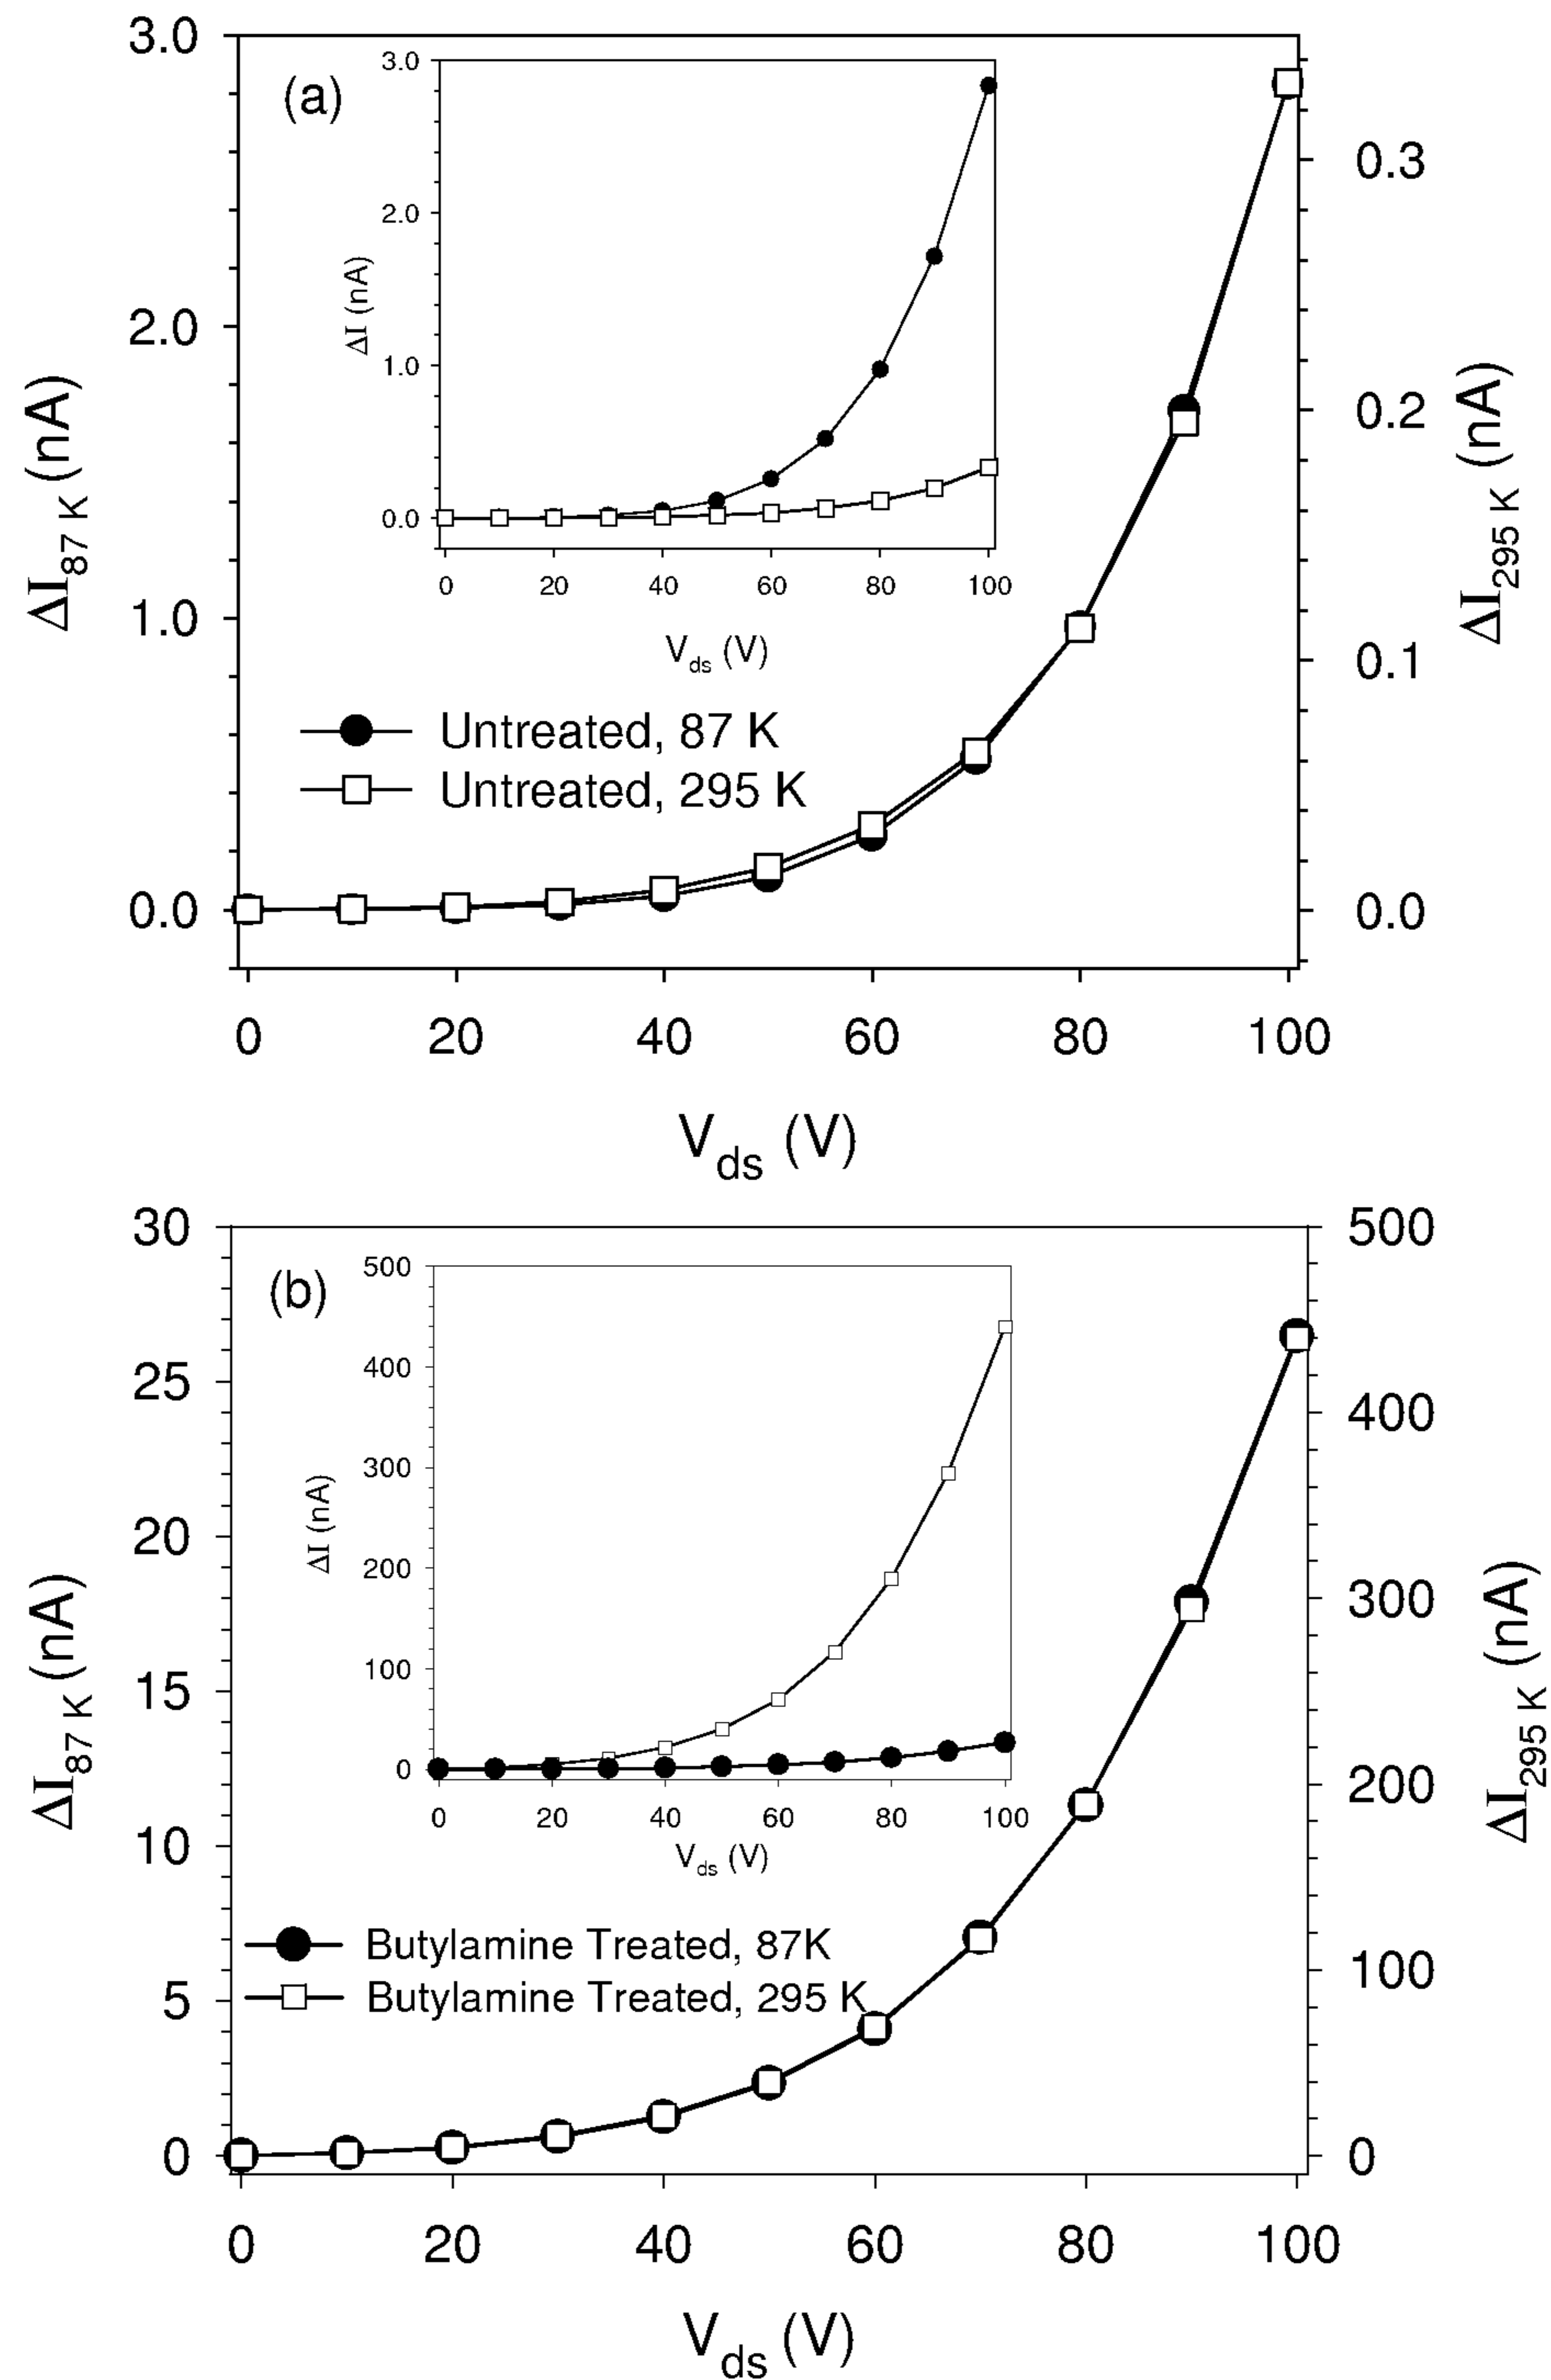 (a)
3.0
2.0
1.0
0.0
ΔI87 K (nA)
0.3
0.2
0.1
0.0
ΔI295 K (nA)
3.0
2.0
1.0
0.0
ΔI (nA)
0 20 40 60 80 100
Vds (V)
Untreated, 87 K
Untreated, 295 K
0 20 40 60 80 100
Vds (V)
(b)
30
25
20
15
10
5
0
ΔI87 K (nA)
500
400
300
200
100
0
ΔI295 K (nA)
500
400
300
200
100
0
ΔI (nA)
0 20 40 60 80 100
Vds (V)
Butylamine Treated, 87K
Butylamine Treated, 295 K
0 20 40 60 80 100
Vds (V)